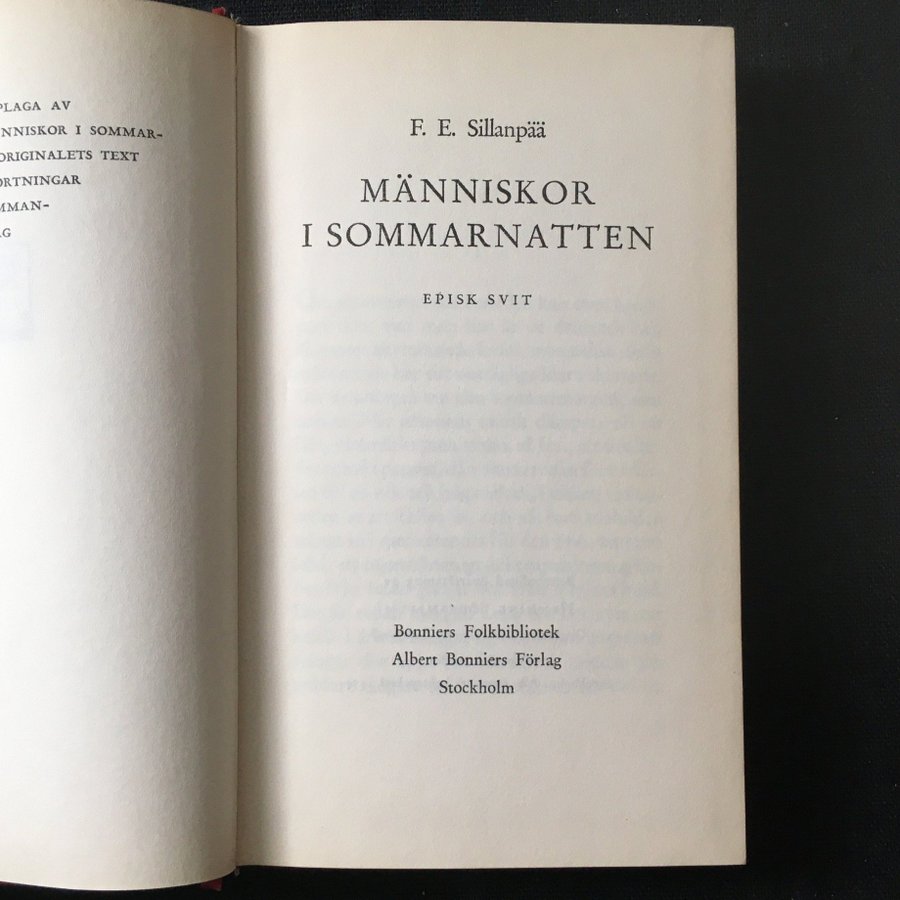 PLAGA AV
NNISKOR I SOMMAR-
ORIGINALETS TEXT
ORTNINGAR
MMAN-
AG
F. E. Sillanpää
MÄNNISKOR
I SOMMARNATTEN
EPISK SVIT
Bonniers Folkbibliotek
Albert Bonniers Förlag
Stockholm